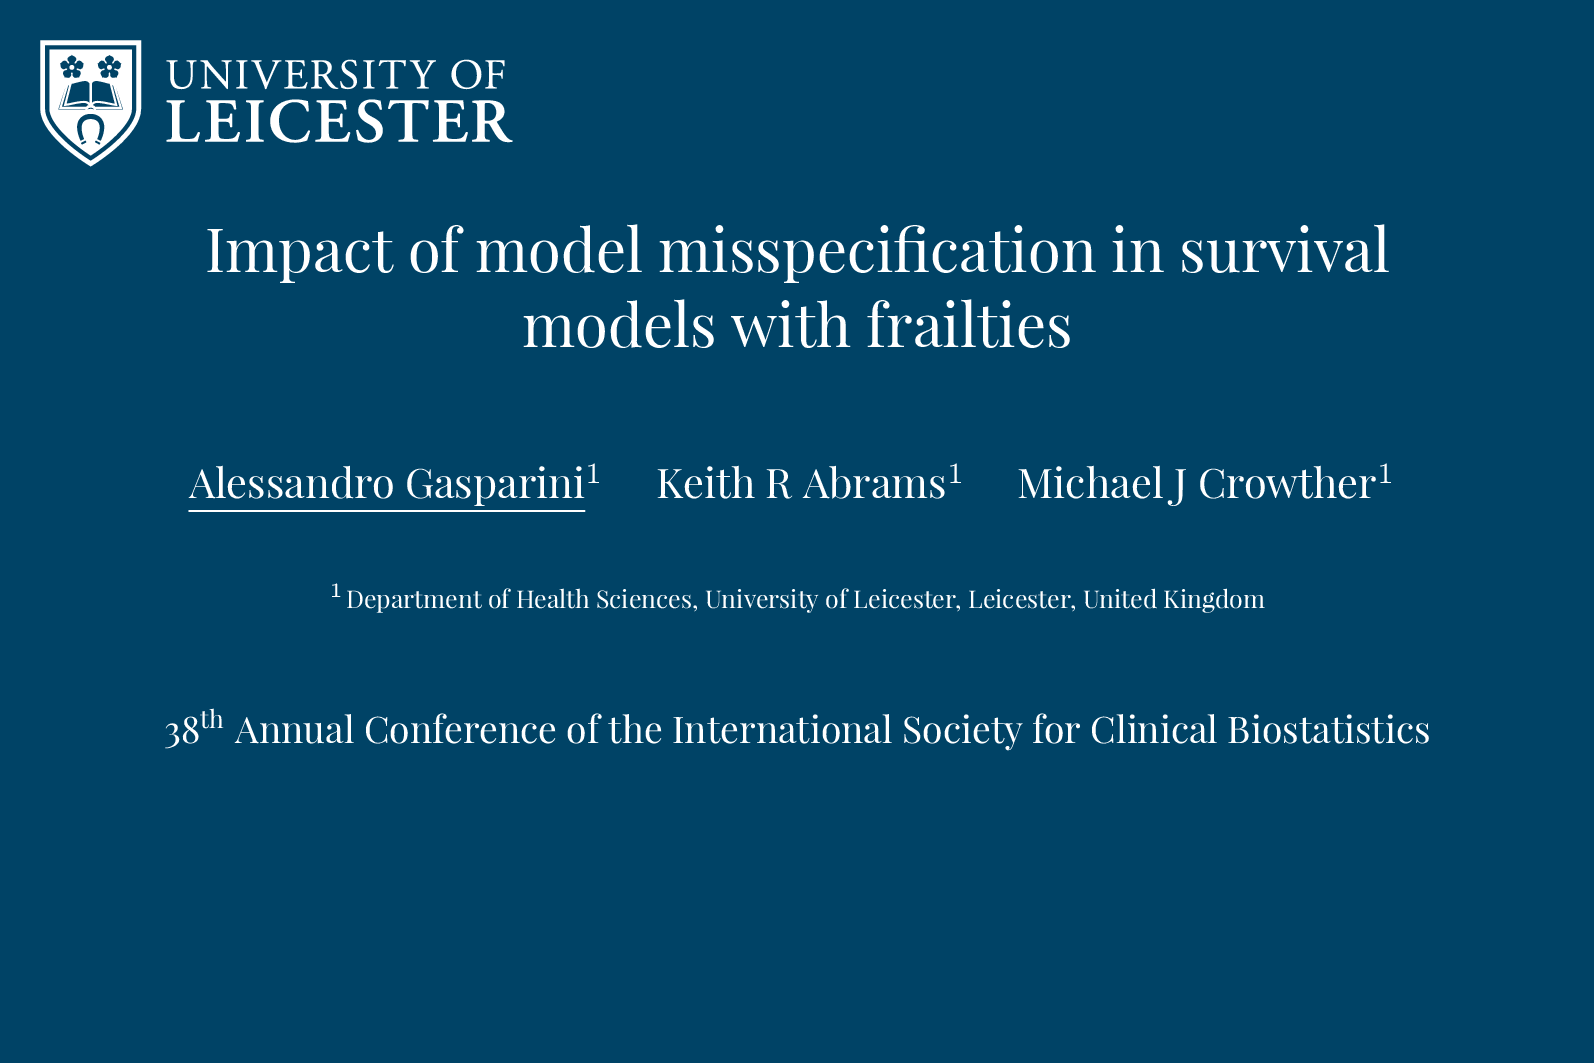 UNIVERSITY OF
LEICESTER
Impact of model misspecification in survival
models with frailties
Alessandro Gasparini¹ Keith R Abrams¹ Michael J Crowther¹
¹ Department of Health Sciences, University of Leicester, Leicester, United Kingdom
38th Annual Conference of the International Society for Clinical Biostatistics